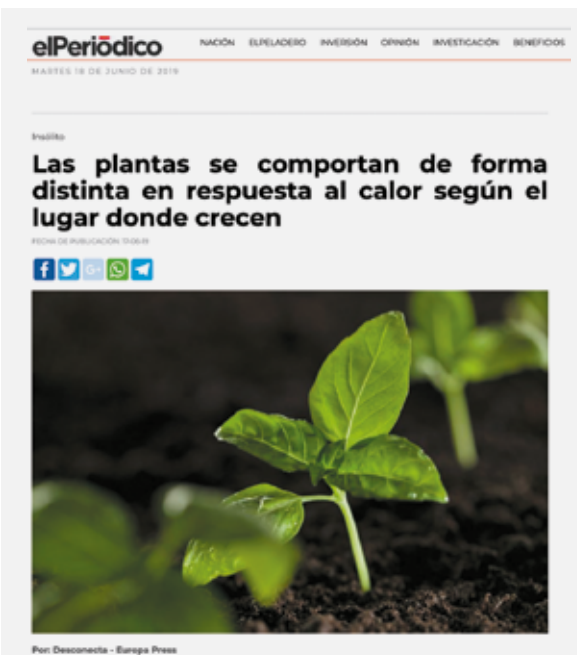 elPeriōdico
NACIÓN ELPELADERO INVERSIÓN OPINIÓN INVESTIGACIÓN BENEFICIOS
MARTES 18 DE JUNIO DE 2019
Insólito
Las plantas se comportan de forma
distinta en respuesta al calor según el
lugar donde crecen
FECHA DE PUBLICACIÓN:
Por: Desconecta - Europa Press